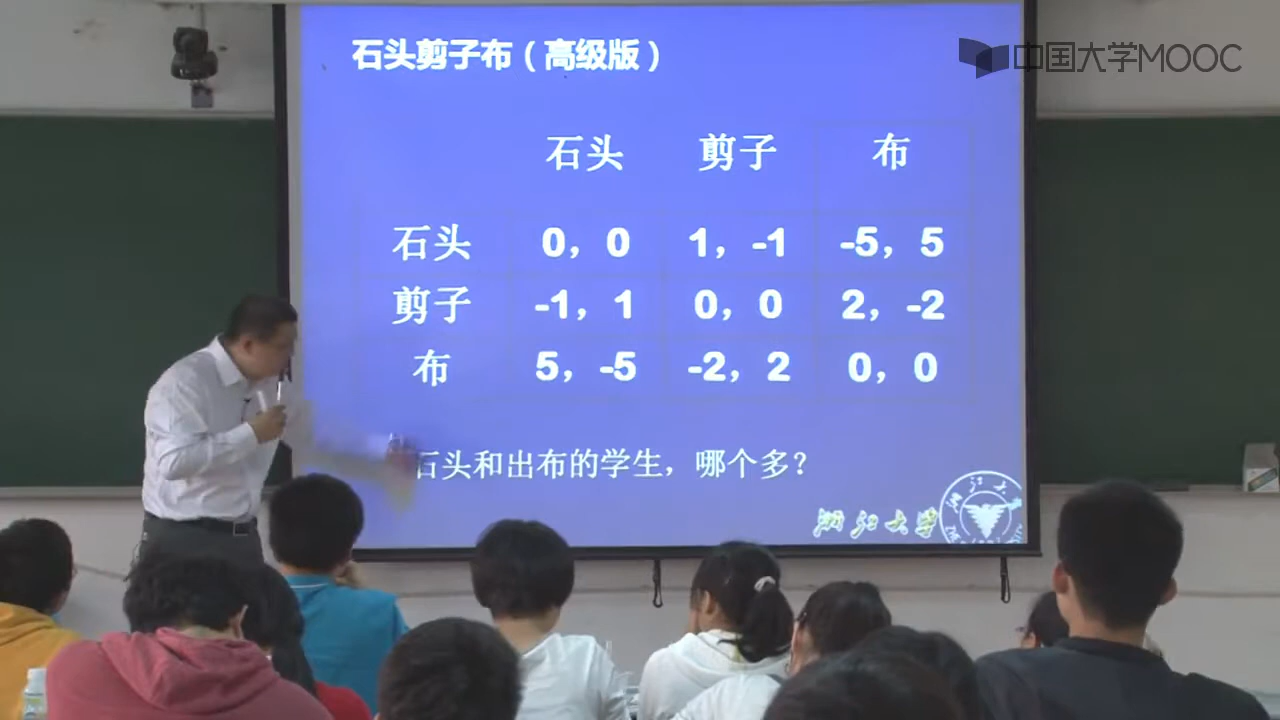 石头剪子布（高级版）
中国大学MOOC
石头 剪子 布
石头 0，0 1，-1 -5，5
剪子 -1，1 0，0 2，-2
布 5，-5 -2，2 0，0
石头和出布的学生，哪个多？
浙江大学